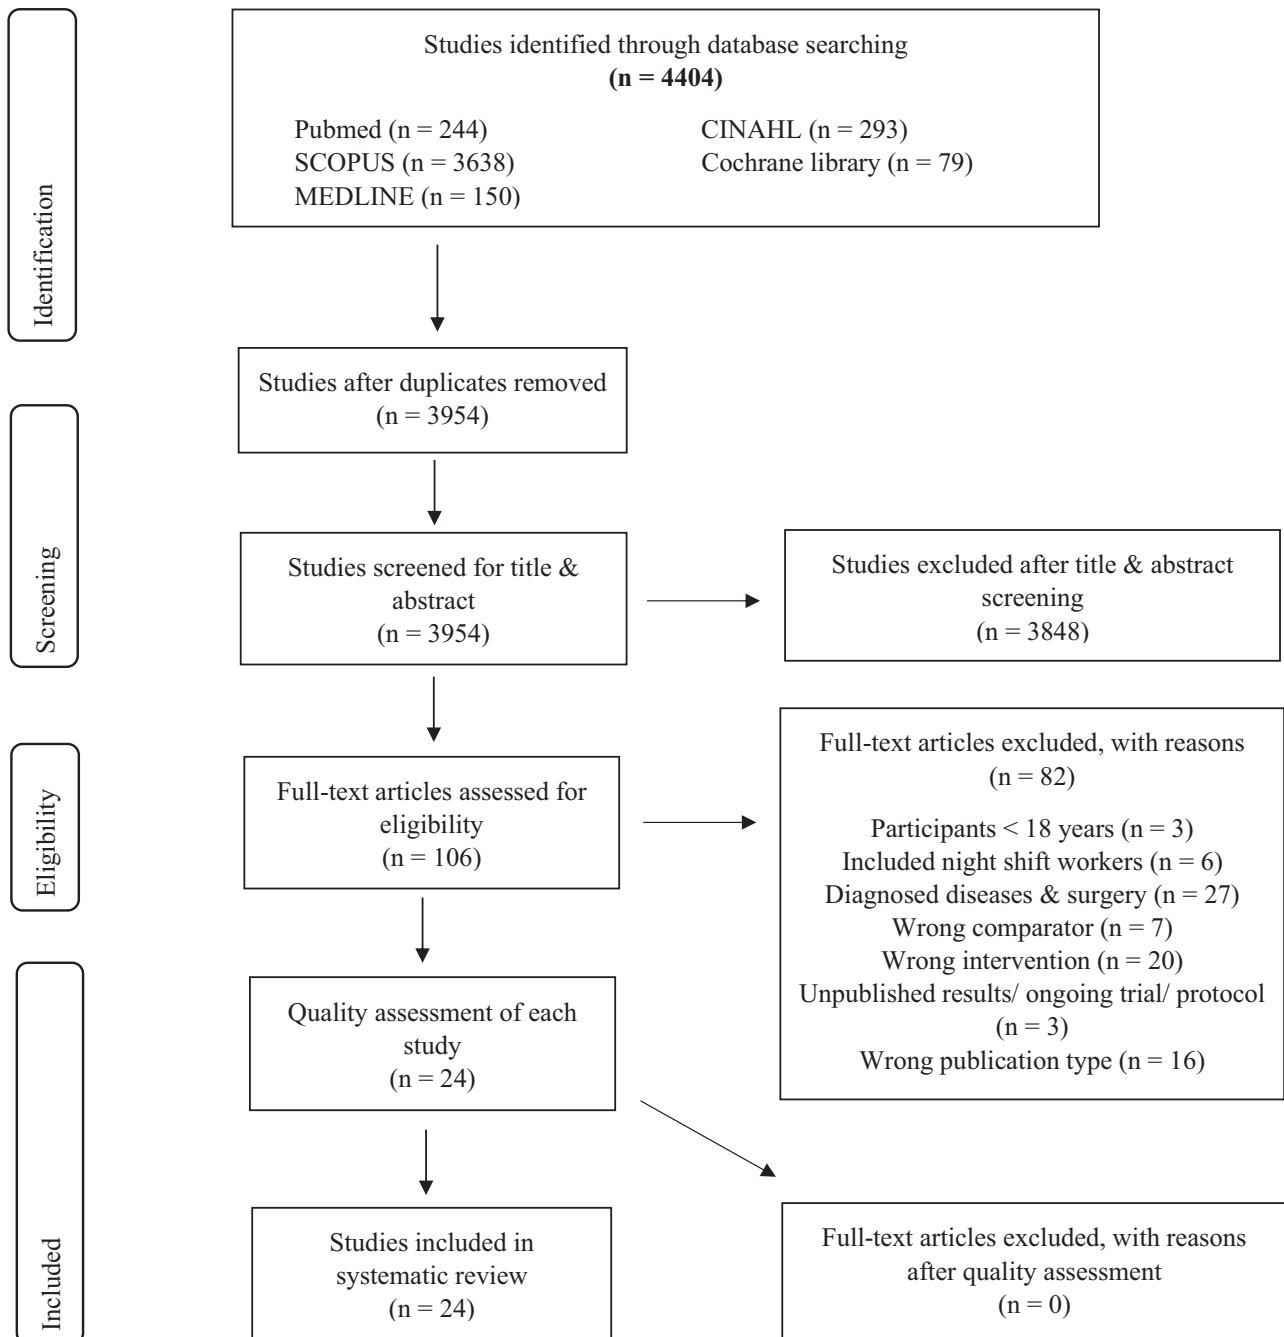 Identification
Studies identified through database searching
(n = 4404)
Pubmed (n = 244)
SCOPUS (n = 3638)
MEDLINE (n = 150)
CINAHL (n = 293)
Cochrane library (n = 79)
Studies after duplicates removed
(n = 3954)
Screening
Studies screened for title &
abstract
(n = 3954)
Studies excluded after title & abstract
screening
(n = 3848)
Eligibility
Full-text articles assessed for
eligibility
(n = 106)
Full-text articles excluded, with reasons
(n = 82)
Participants < 18 years (n = 3)
Included night shift workers (n = 6)
Diagnosed diseases & surgery (n = 27)
Wrong comparator (n = 7)
Wrong intervention (n = 20)
Unpublished results/ ongoing trial/ protocol
(n = 3)
Wrong publication type (n = 16)
Included
Quality assessment of each
study
(n = 24)
Studies included in
systematic review
(n = 24)
Full-text articles excluded, with reasons
after quality assessment
(n = 0)